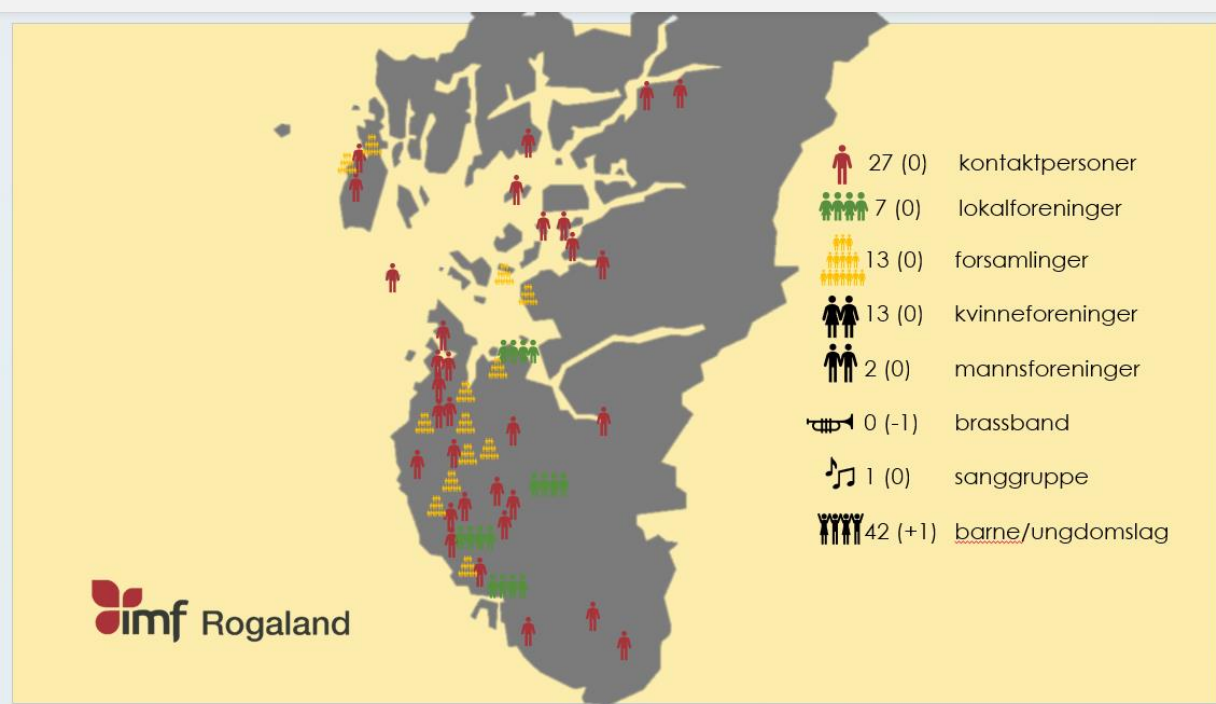 27 (0) kontaktpersoner
7 (0) lokalforeninger
13 (0) forsamlinger
13 (0) kvinneforeninger
2 (0) mannsforeninger
0 (-1) brassband
1 (0) sanggruppe
42 (+1) barne/ungdomslag
imf Rogaland